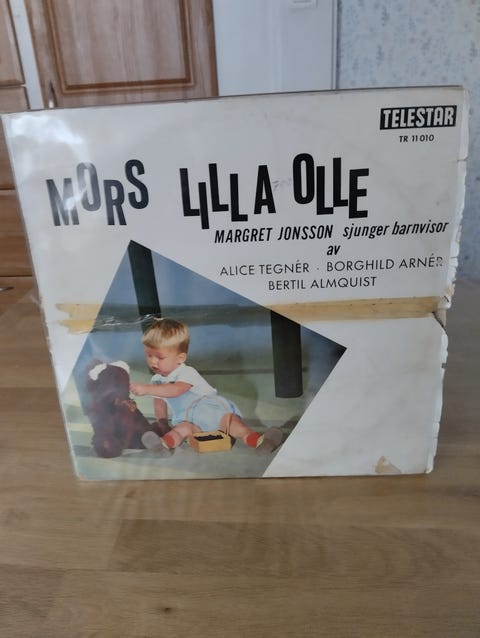 TELESTAR
TR 11 010
MORS LILLA OLLE
MARGRET JONSSON sjunger barnvisor
av
ALICE TEGNÉR · BORGHILD ARNÉR
BERTIL ALMQUIST